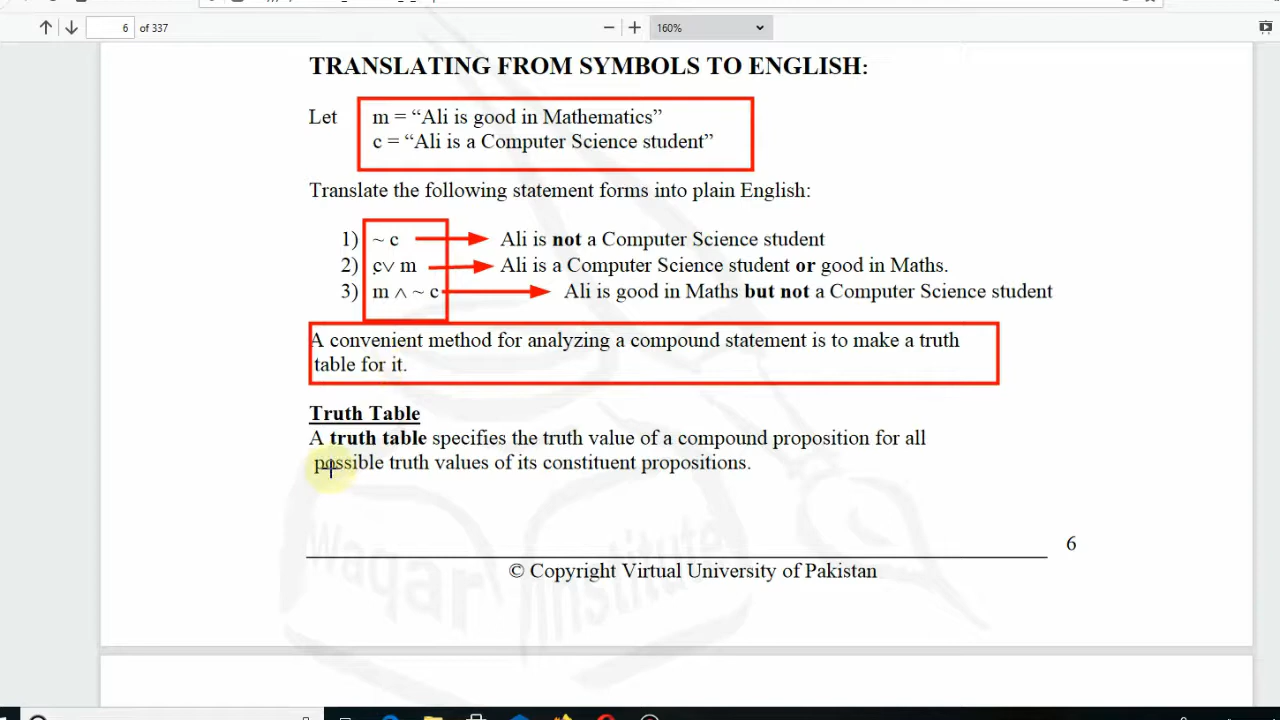 6 of 337
160%
TRANSLATING FROM SYMBOLS TO ENGLISH:
Let m = “Ali is good in Mathematics”
c = “Ali is a Computer Science student”
Translate the following statement forms into plain English:
1) ~ c Ali is not a Computer Science student
2) c∨ m Ali is a Computer Science student or good in Maths.
3) m ∧ ~ c Ali is good in Maths but not a Computer Science student
A convenient method for analyzing a compound statement is to make a truth
table for it.
Truth Table
A truth table specifies the truth value of a compound proposition for all
possible truth values of its constituent propositions.
Waqar Institute
6
© Copyright Virtual University of Pakistan